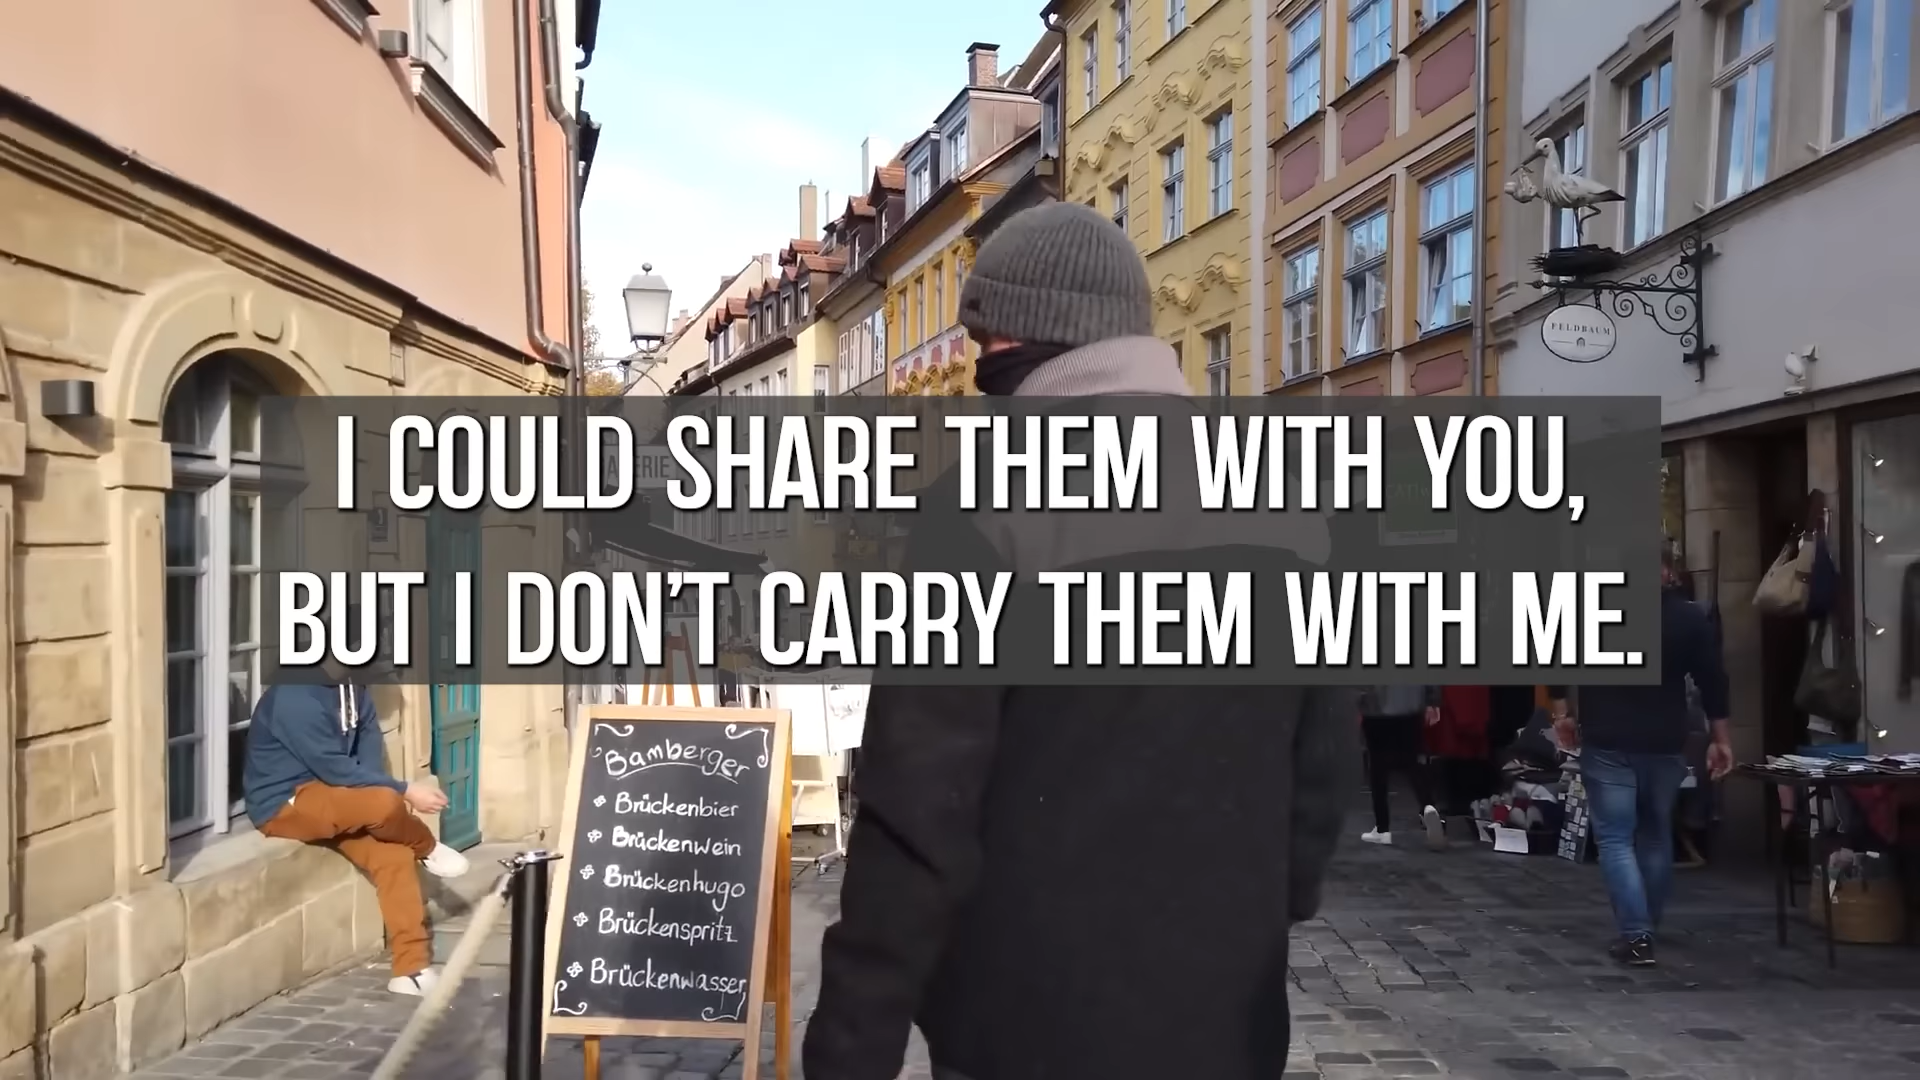 FELDBAUM
I COULD SHARE THEM WITH YOU,
BUT I DON'T CARRY THEM WITH ME.
Bamberger
Brückenbier
Brückenwein
Brückenhugo
Brückenspritz
Brückenwasser